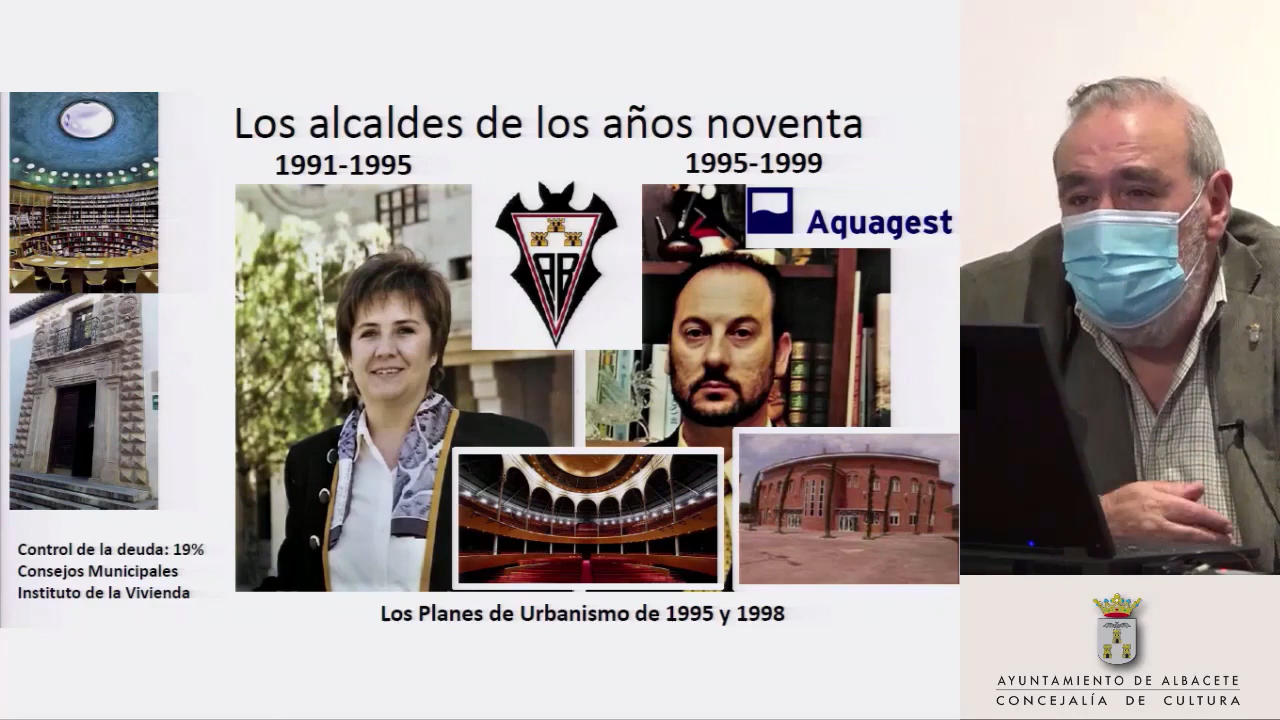 Los alcaldes de los años noventa
1991-1995
1995-1999
Aquagest
AB
Control de la deuda: 19%
Consejos Municipales
Instituto de la Vivienda
Los Planes de Urbanismo de 1995 y 1998
AYUNTAMIENTO DE ALBACETE
CONCEJALÍA DE CULTURA